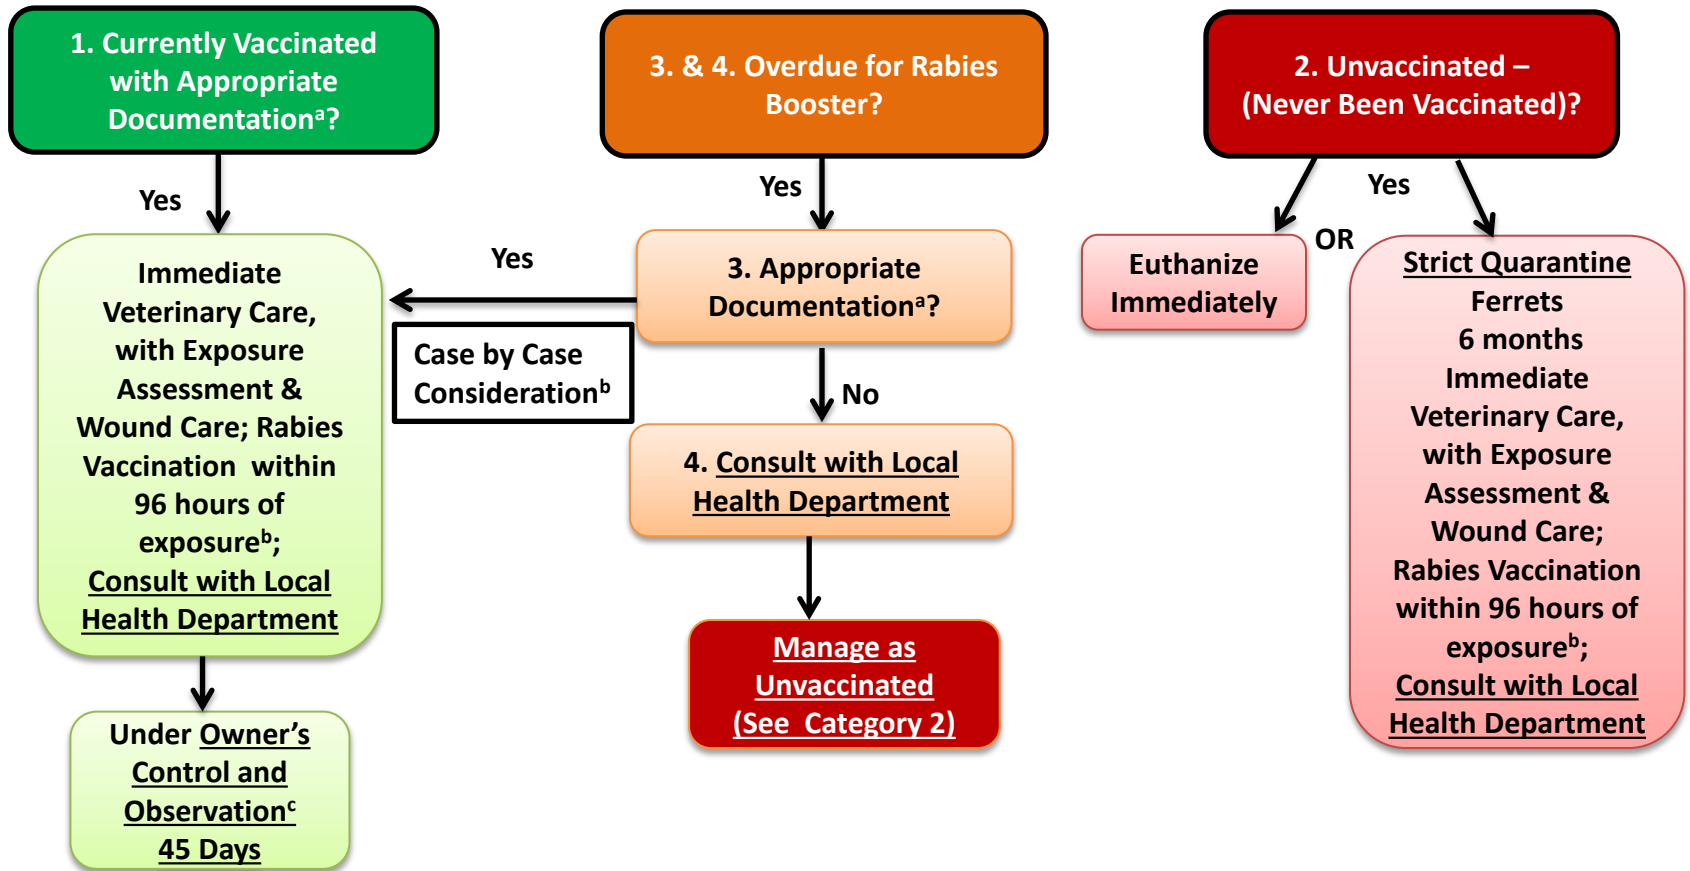 1. Currently Vaccinated
with Appropriate
Documentationᵃ?
Yes
Immediate
Veterinary Care,
with Exposure
Assessment &
Wound Care; Rabies
Vaccination within
96 hours of
exposureᵇ;
Consult with Local
Health Department
Under Owner’s
Control and
Observationᶜ
45 Days
3. & 4. Overdue for Rabies
Booster?
Yes
3. Appropriate
Documentationᵃ?
Yes
Case by Case
Considerationᵇ
No
4. Consult with Local
Health Department
Manage as
Unvaccinated
(See Category 2)
2. Unvaccinated –
(Never Been Vaccinated)?
Yes
Euthanize
Immediately
OR
Strict Quarantine
Ferrets
6 months
Immediate
Veterinary Care,
with Exposure
Assessment &
Wound Care;
Rabies Vaccination
within 96 hours of
exposureᵇ;
Consult with Local
Health Department